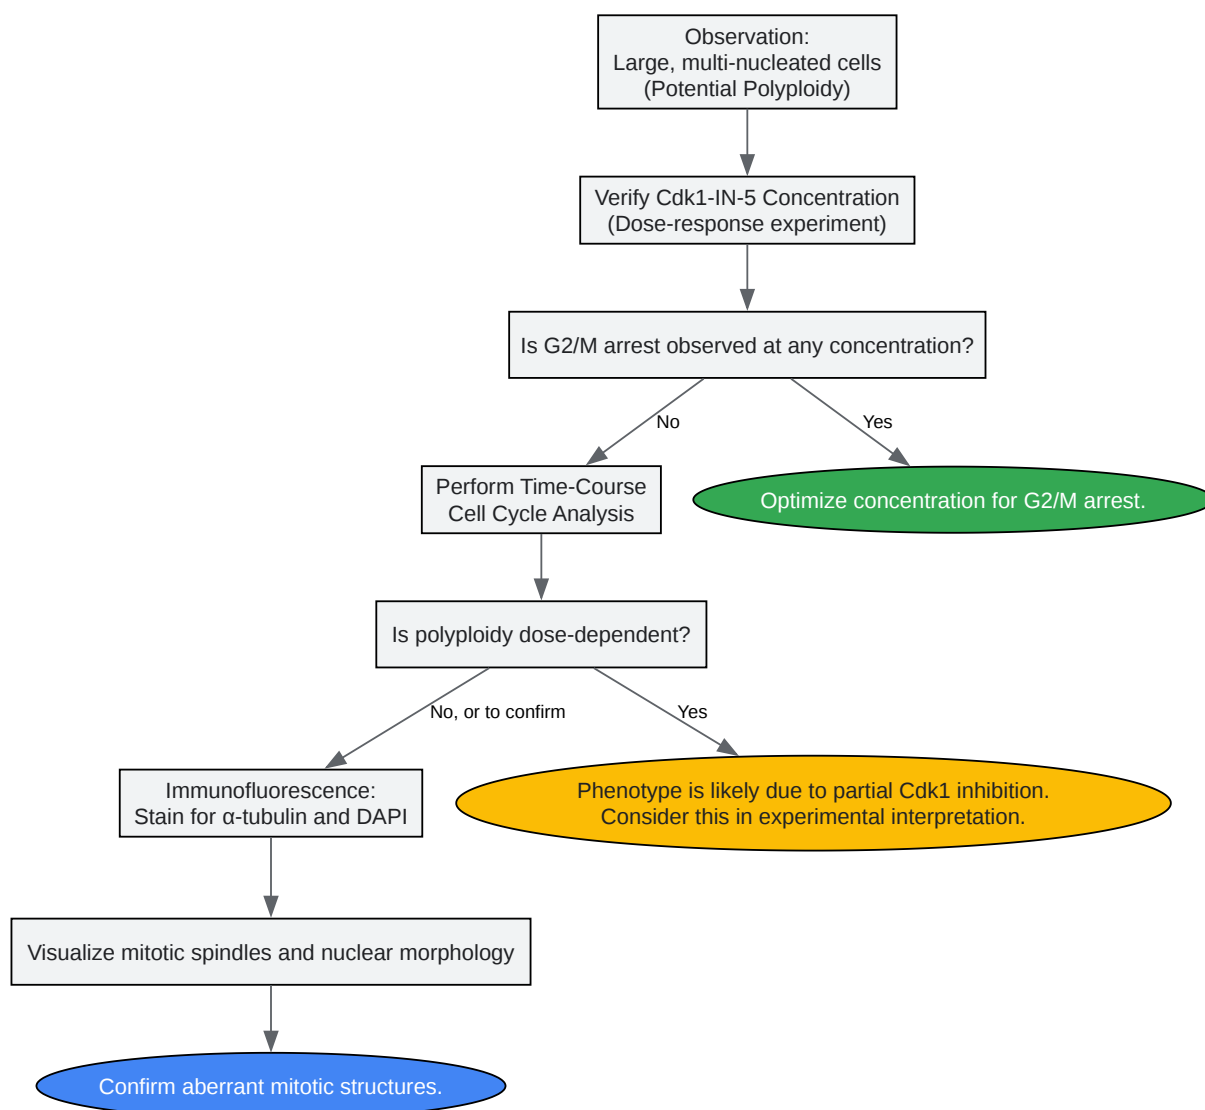 Observation:
Large, multi-nucleated cells
(Potential Polyploidy)
Verify Cdk1-IN-5 Concentration
(Dose-response experiment)
Is G2/M arrest observed at any concentration?
No
Yes
Perform Time-Course
Cell Cycle Analysis
Optimize concentration for G2/M arrest.
Is polyploidy dose-dependent?
No, or to confirm
Yes
Immunofluorescence:
Stain for α-tubulin and DAPI
Phenotype is likely due to partial Cdk1 inhibition.
Consider this in experimental interpretation.
Visualize mitotic spindles and nuclear morphology
Confirm aberrant mitotic structures.